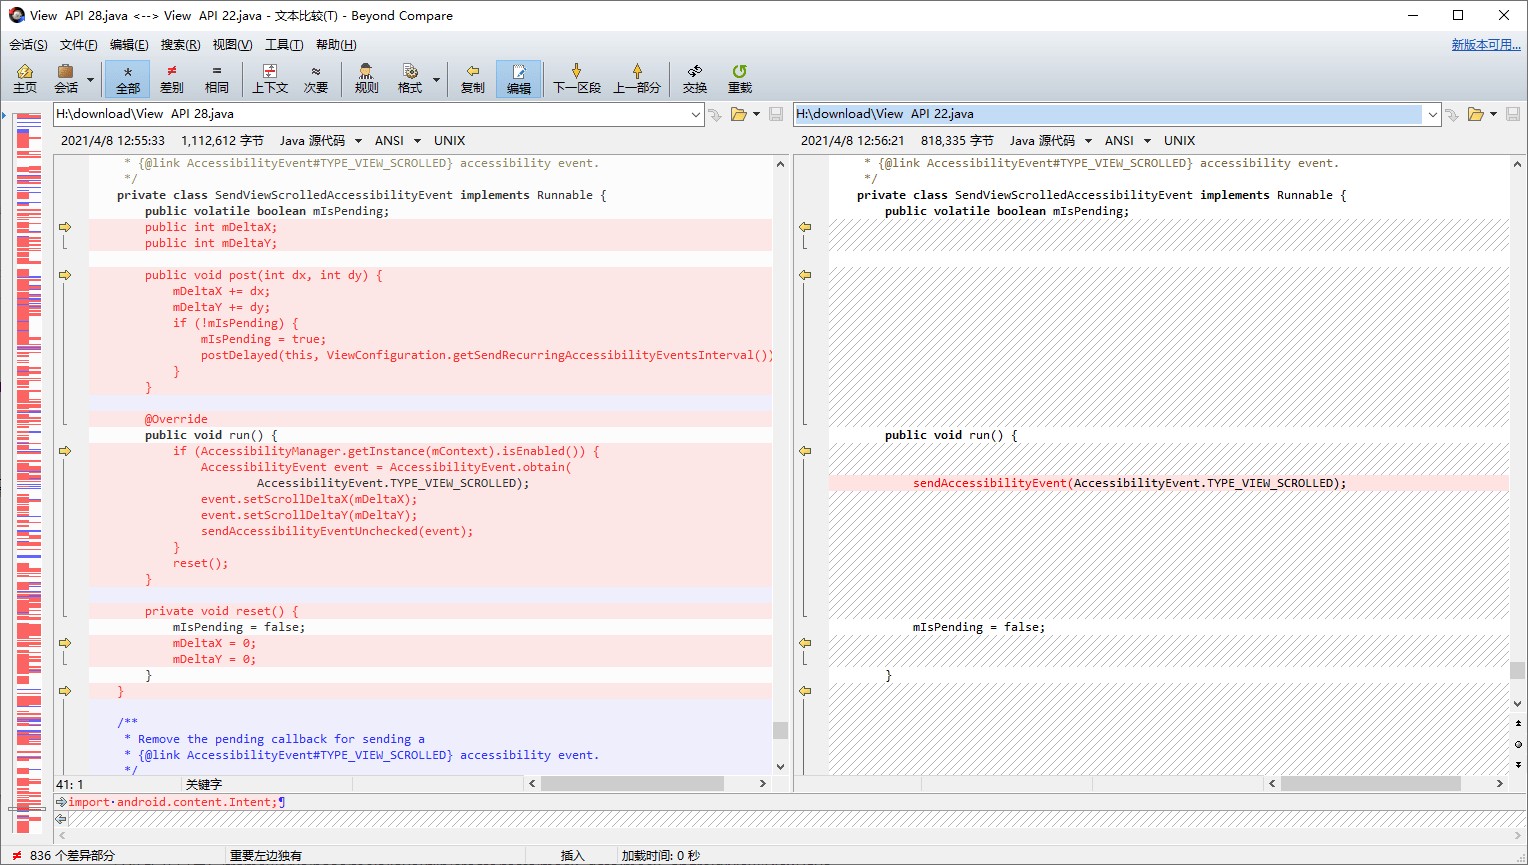 View API 28.java <--> View API 22.java - 文本比较(T) - Beyond Compare
会话(S) 文件(F) 编辑(E) 搜索(R) 视图(V) 工具(T) 帮助(H) 新版本可用...
主页 会话 全部 差别 相同 上下文 次要 规则 格式 复制 编辑 下一区段 上一部分 交换 重载
H:\download\View API 28.java
2021/4/8 12:55:33 1,112,612 字节 Java 源代码 ANSI UNIX
* {@link AccessibilityEvent#TYPE_VIEW_SCROLLED} accessibility event.
*/
private class SendViewScrolledAccessibilityEvent implements Runnable {
public volatile boolean mIsPending;
public int mDeltaX;
public int mDeltaY;
public void post(int dx, int dy) {
mDeltaX += dx;
mDeltaY += dy;
if (!mIsPending) {
mIsPending = true;
postDelayed(this, ViewConfiguration.getSendRecurringAccessibilityEventsInterval())
}
}
@Override
public void run() {
if (AccessibilityManager.getInstance(mContext).isEnabled()) {
AccessibilityEvent event = AccessibilityEvent.obtain(
AccessibilityEvent.TYPE_VIEW_SCROLLED);
event.setScrollDeltaX(mDeltaX);
event.setScrollDeltaY(mDeltaY);
sendAccessibilityEventUnchecked(event);
}
reset();
}
private void reset() {
mIsPending = false;
mDeltaX = 0;
mDeltaY = 0;
}
}
/**
* Remove the pending callback for sending a
* {@link AccessibilityEvent#TYPE_VIEW_SCROLLED} accessibility event.
*/
41: 1 关键字
H:\download\View API 22.java
2021/4/8 12:56:21 818,335 字节 Java 源代码 ANSI UNIX
* {@link AccessibilityEvent#TYPE_VIEW_SCROLLED} accessibility event.
*/
private class SendViewScrolledAccessibilityEvent implements Runnable {
public volatile boolean mIsPending;
public void run() {
sendAccessibilityEvent(AccessibilityEvent.TYPE_VIEW_SCROLLED);
mIsPending = false;
}
import·android.content.Intent;¶
836 个差异部分 重要左边独有 插入 加载时间: 0 秒